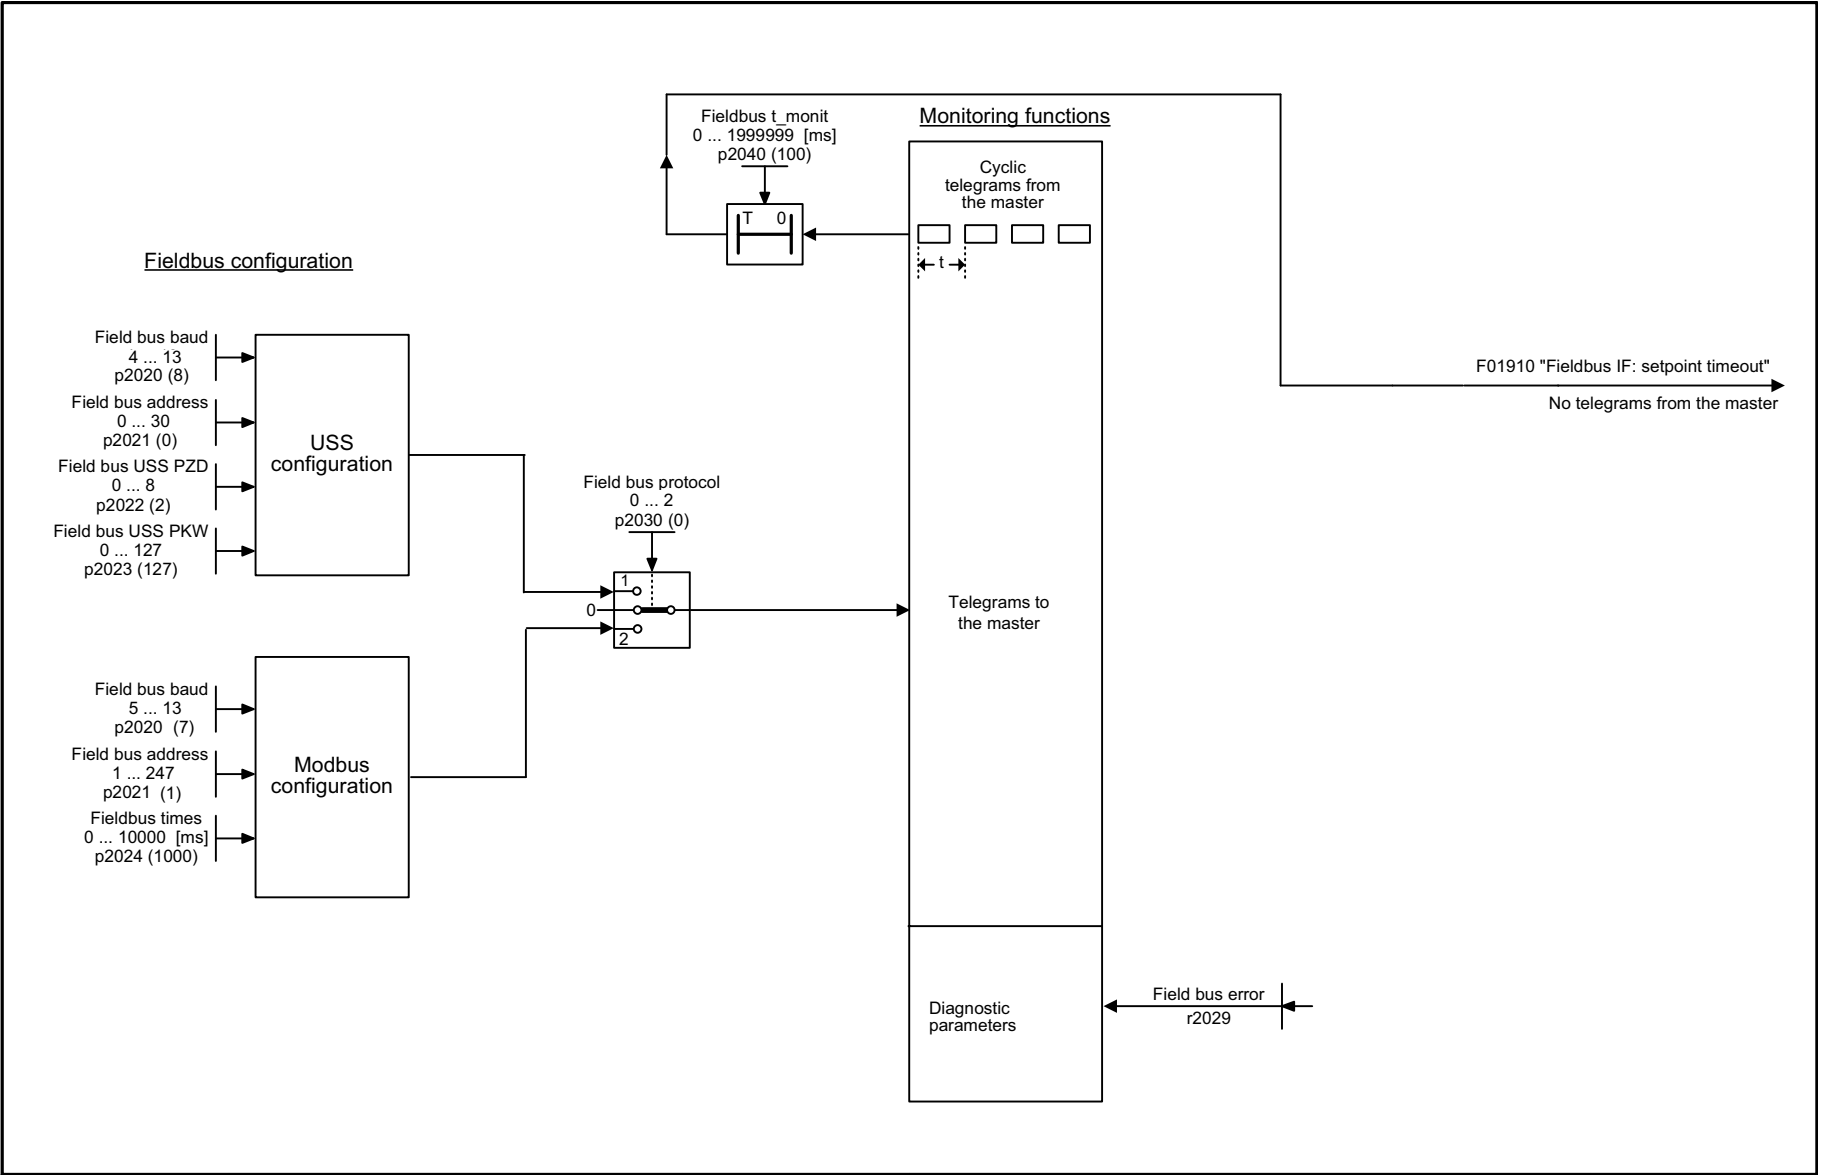 Fieldbus t_monit
0 ... 1999999 [ms]
p2040 (100)
T 0
Monitoring functions
Cyclic
telegrams from
the master
t
Fieldbus configuration
Field bus baud
4 ... 13
p2020 (8)
Field bus address
0 ... 30
p2021 (0)
Field bus USS PZD
0 ... 8
p2022 (2)
Field bus USS PKW
0 ... 127
p2023 (127)
USS
configuration
F01910 "Fieldbus IF: setpoint timeout"
No telegrams from the master
Field bus protocol
0 ... 2
p2030 (0)
1
0
2
Telegrams to
the master
Field bus baud
5 ... 13
p2020 (7)
Field bus address
1 ... 247
p2021 (1)
Fieldbus times
0 ... 10000 [ms]
p2024 (1000)
Modbus
configuration
Diagnostic
parameters
Field bus error
r2029